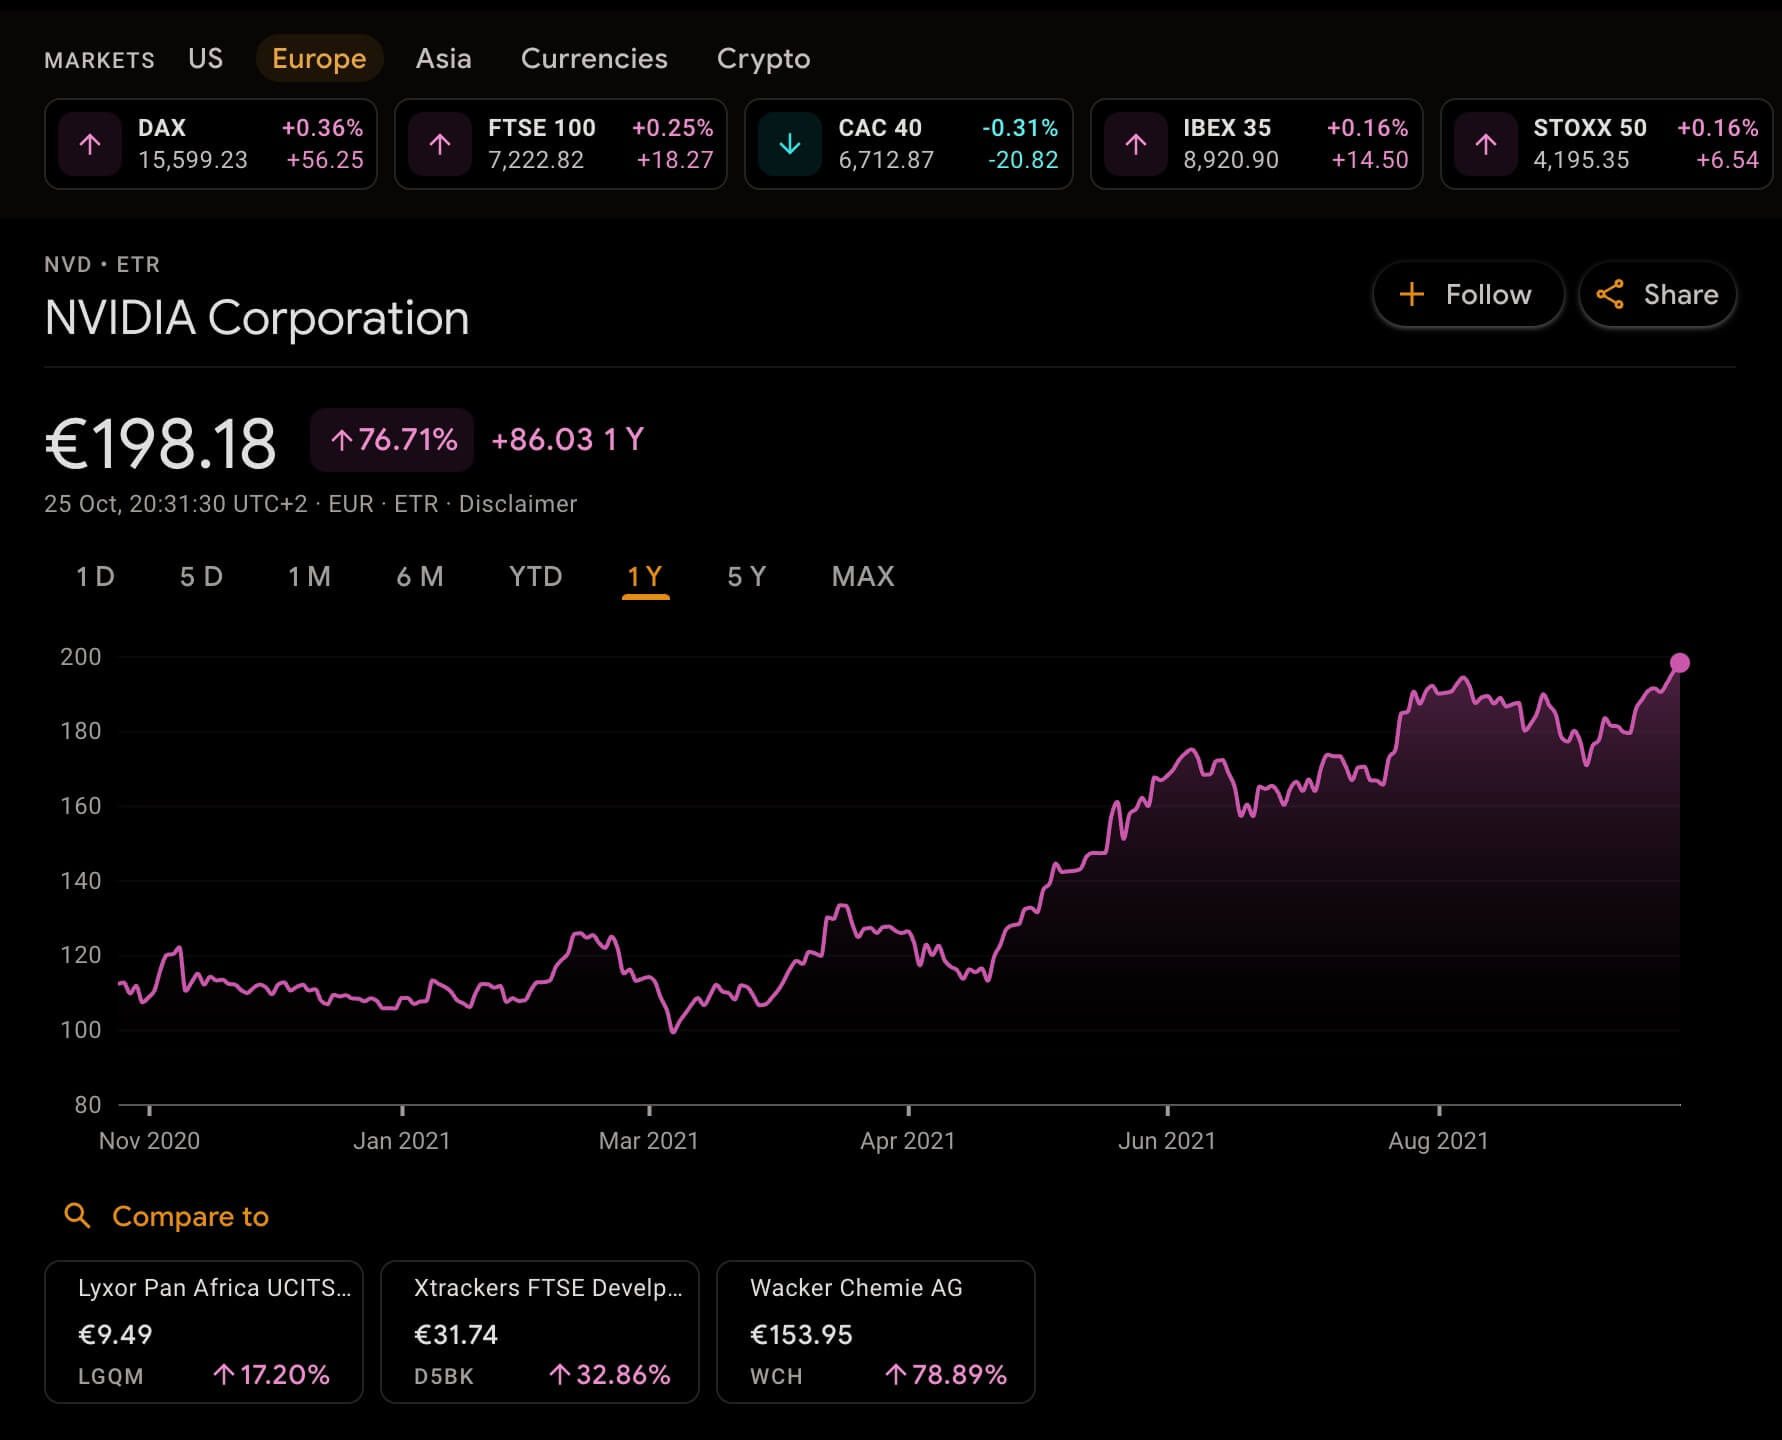 MARKETS US Europe Asia Currencies Crypto
DAX +0.36%
15,599.23 +56.25
FTSE 100 +0.25%
7,222.82 +18.27
CAC 40 -0.31%
6,712.87 -20.82
IBEX 35 +0.16%
8,920.90 +14.50
STOXX 50 +0.16%
4,195.35 +6.54
NVD • ETR
NVIDIA Corporation
Follow
Share
€198.18 ↑76.71% +86.03 1 Y
25 Oct, 20:31:30 UTC+2 · EUR · ETR · Disclaimer
1 D 5 D 1 M 6 M YTD 1 Y 5 Y MAX
200
180
160
140
120
100
80
Nov 2020 Jan 2021 Mar 2021 Apr 2021 Jun 2021 Aug 2021
Compare to
Lyxor Pan Africa UCITS...
€9.49
LGQM ↑17.20%
Xtrackers FTSE Develp...
€31.74
D5BK ↑32.86%
Wacker Chemie AG
€153.95
WCH ↑78.89%